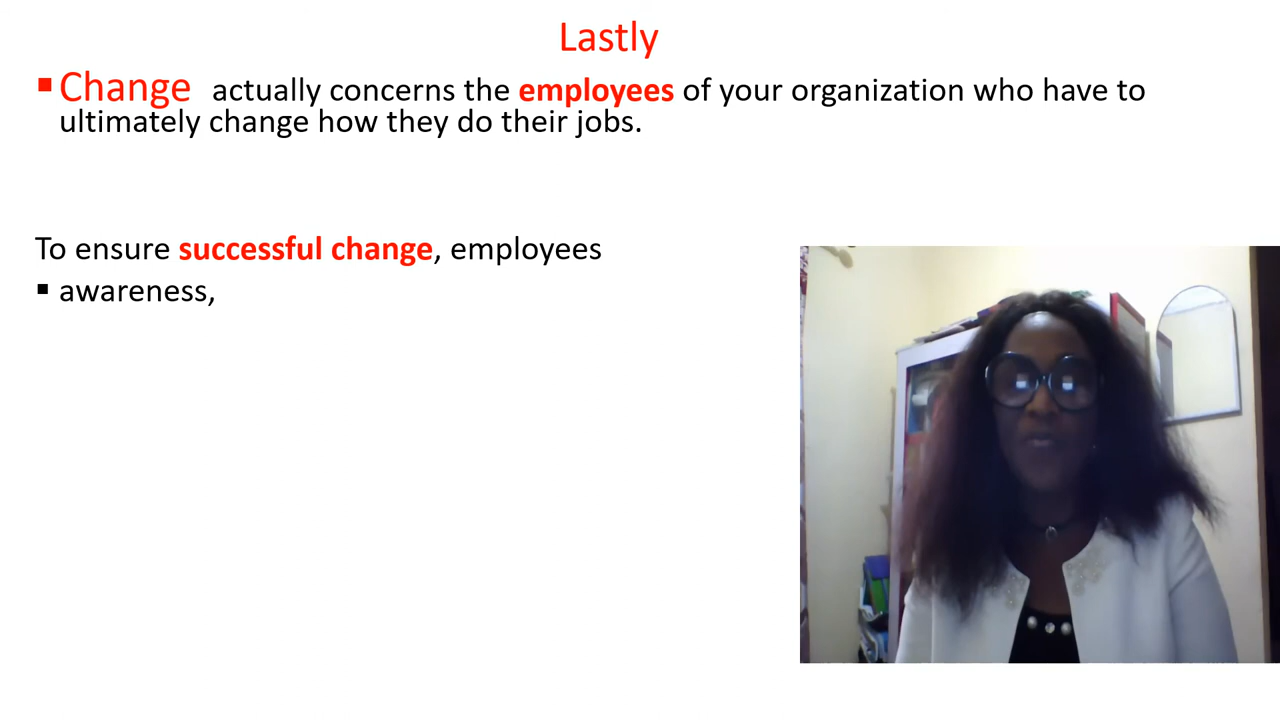 Lastly
▪ Change actually concerns the employees of your organization who have to
ultimately change how they do their jobs.
To ensure successful change, employees
▪ awareness,